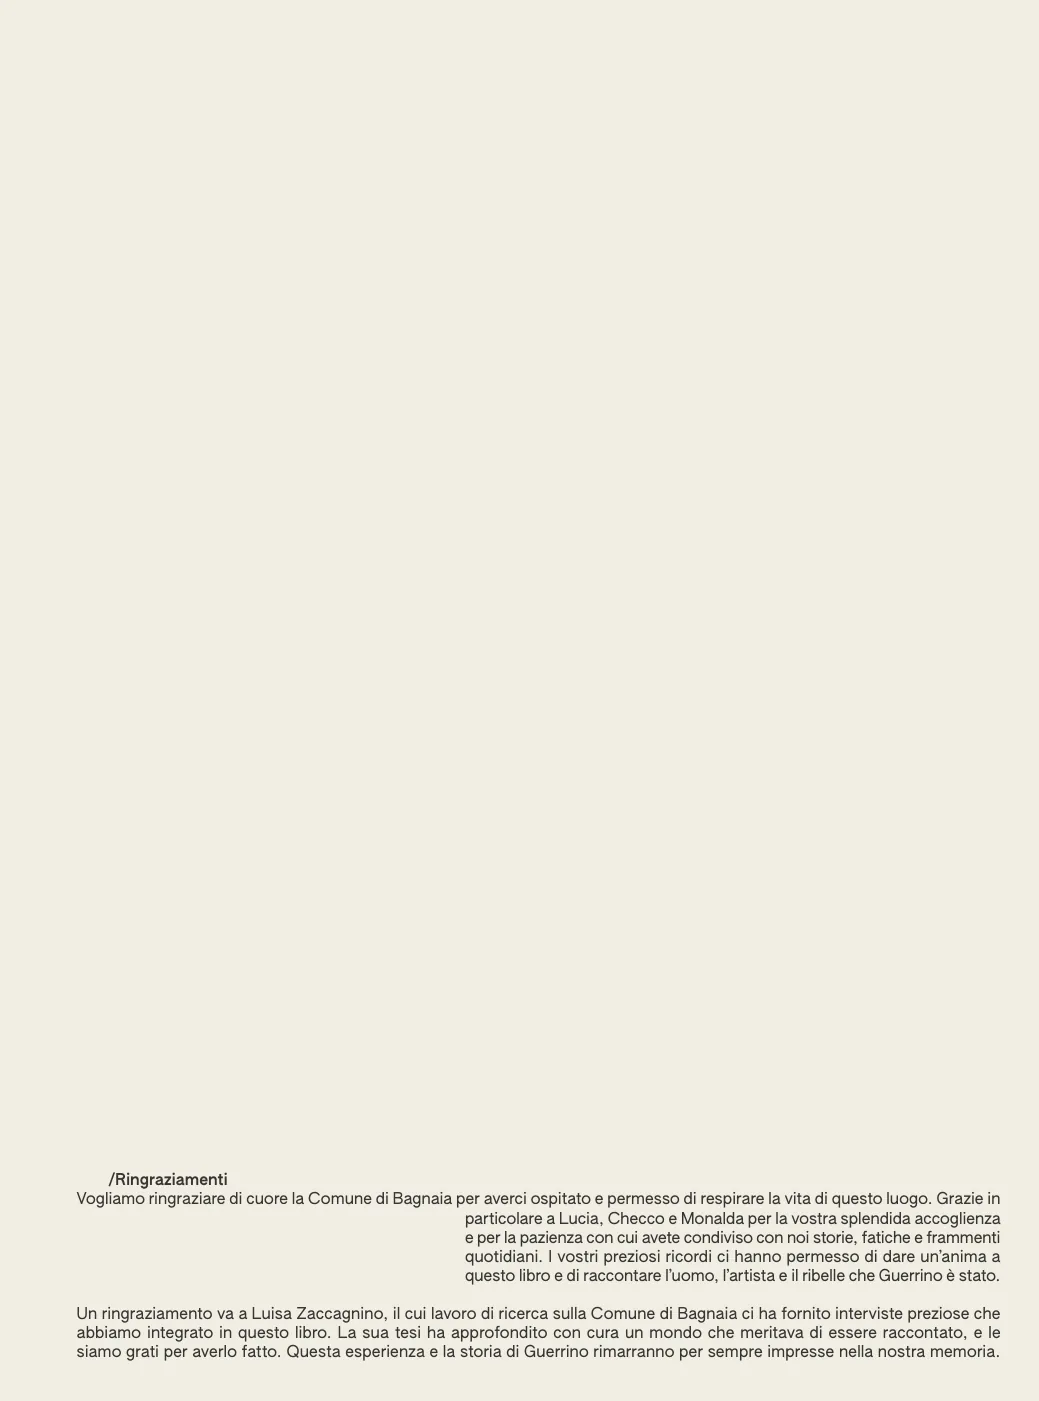 /Ringraziamenti
Vogliamo ringraziare di cuore la Comune di Bagnaia per averci ospitato e permesso di respirare la vita di questo luogo. Grazie in
particolare a Lucia, Checco e Monalda per la vostra splendida accoglienza
e per la pazienza con cui avete condiviso con noi storie, fatiche e frammenti
quotidiani. I vostri preziosi ricordi ci hanno permesso di dare un’anima a
questo libro e di raccontare l’uomo, l’artista e il ribelle che Guerrino è stato.
Un ringraziamento va a Luisa Zaccagnino, il cui lavoro di ricerca sulla Comune di Bagnaia ci ha fornito interviste preziose che
abbiamo integrato in questo libro. La sua tesi ha approfondito con cura un mondo che meritava di essere raccontato, e le
siamo grati per averlo fatto. Questa esperienza e la storia di Guerrino rimarranno per sempre impresse nella nostra memoria.